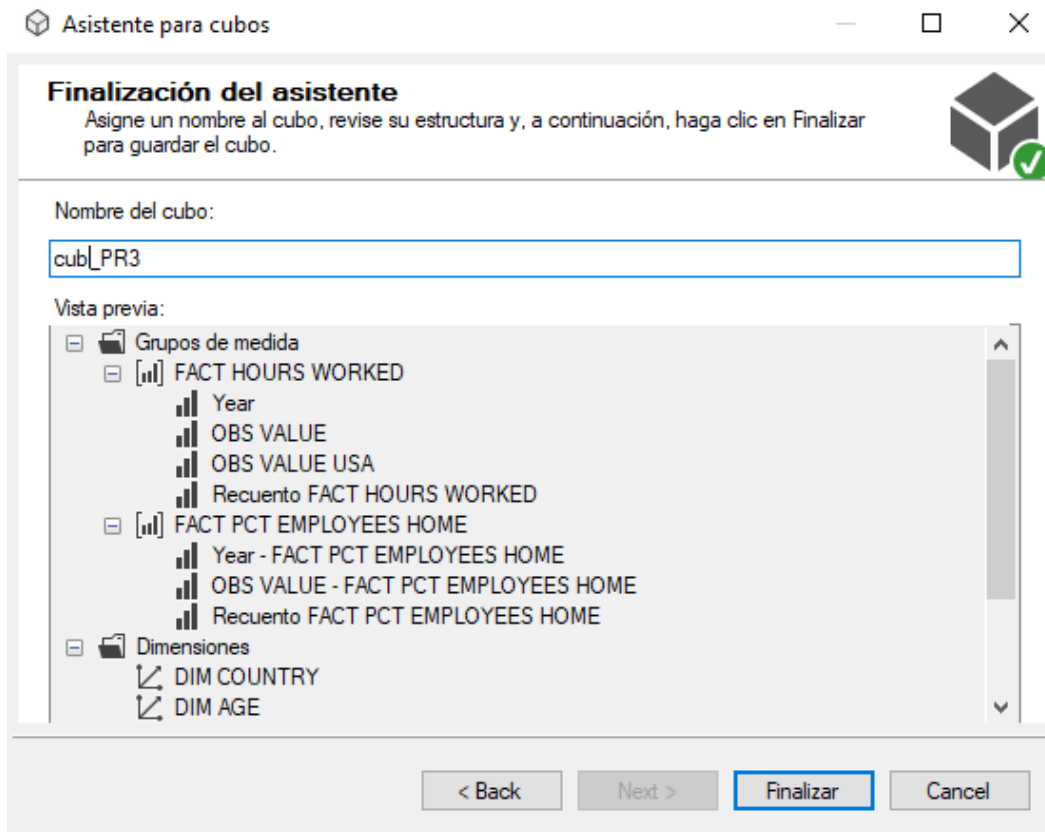 Asistente para cubos
Finalización del asistente
Asigne un nombre al cubo, revise su estructura y, a continuación, haga clic en Finalizar
para guardar el cubo.
Nombre del cubo:
cub_PR3
Vista previa:
Grupos de medida
FACT HOURS WORKED
Year
OBS VALUE
OBS VALUE USA
Recuento FACT HOURS WORKED
FACT PCT EMPLOYEES HOME
Year - FACT PCT EMPLOYEES HOME
OBS VALUE - FACT PCT EMPLOYEES HOME
Recuento FACT PCT EMPLOYEES HOME
Dimensiones
DIM COUNTRY
DIM AGE
< Back Next > Finalizar Cancel